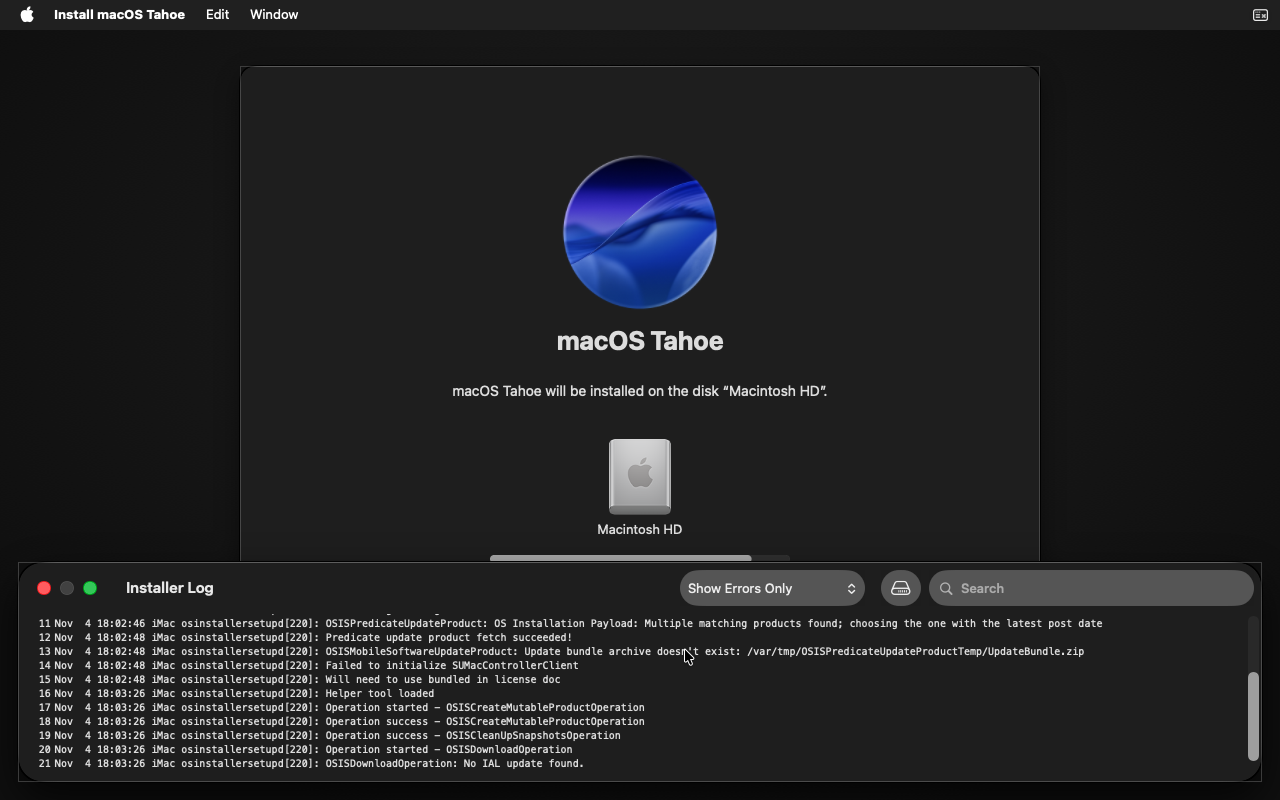 Install macOS Tahoe Edit Window
macOS Tahoe
macOS Tahoe will be installed on the disk “Macintosh HD”.
Macintosh HD
Installer Log
Show Errors Only
Search
11 Nov  4 18:02:46 iMac osinstallersetupd[220]: OSISPredicateUpdateProduct: OS Installation Payload: Multiple matching products found; choosing the one with the latest post date
12 Nov  4 18:02:48 iMac osinstallersetupd[220]: Predicate update product fetch succeeded!
13 Nov  4 18:02:48 iMac osinstallersetupd[220]: OSISMobileSoftwareUpdateProduct: Update bundle archive doesn't exist: /var/tmp/OSISPredicateUpdateProductTemp/UpdateBundle.zip
14 Nov  4 18:02:48 iMac osinstallersetupd[220]: Failed to initialize SUMacControllerClient
15 Nov  4 18:02:48 iMac osinstallersetupd[220]: Will need to use bundled in license doc
16 Nov  4 18:03:26 iMac osinstallersetupd[220]: Helper tool loaded
17 Nov  4 18:03:26 iMac osinstallersetupd[220]: Operation started – OSISCreateMutableProductOperation
18 Nov  4 18:03:26 iMac osinstallersetupd[220]: Operation success – OSISCreateMutableProductOperation
19 Nov  4 18:03:26 iMac osinstallersetupd[220]: Operation success – OSISCleanUpSnapshotsOperation
20 Nov  4 18:03:26 iMac osinstallersetupd[220]: Operation started – OSISDownloadOperation
21 Nov  4 18:03:26 iMac osinstallersetupd[220]: OSISDownloadOperation: No IAL update found.